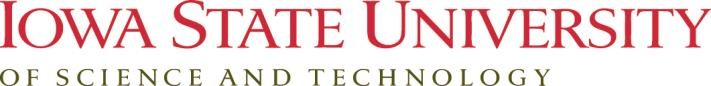 IOWA STATE UNIVERSITY
OF SCIENCE AND TECHNOLOGY